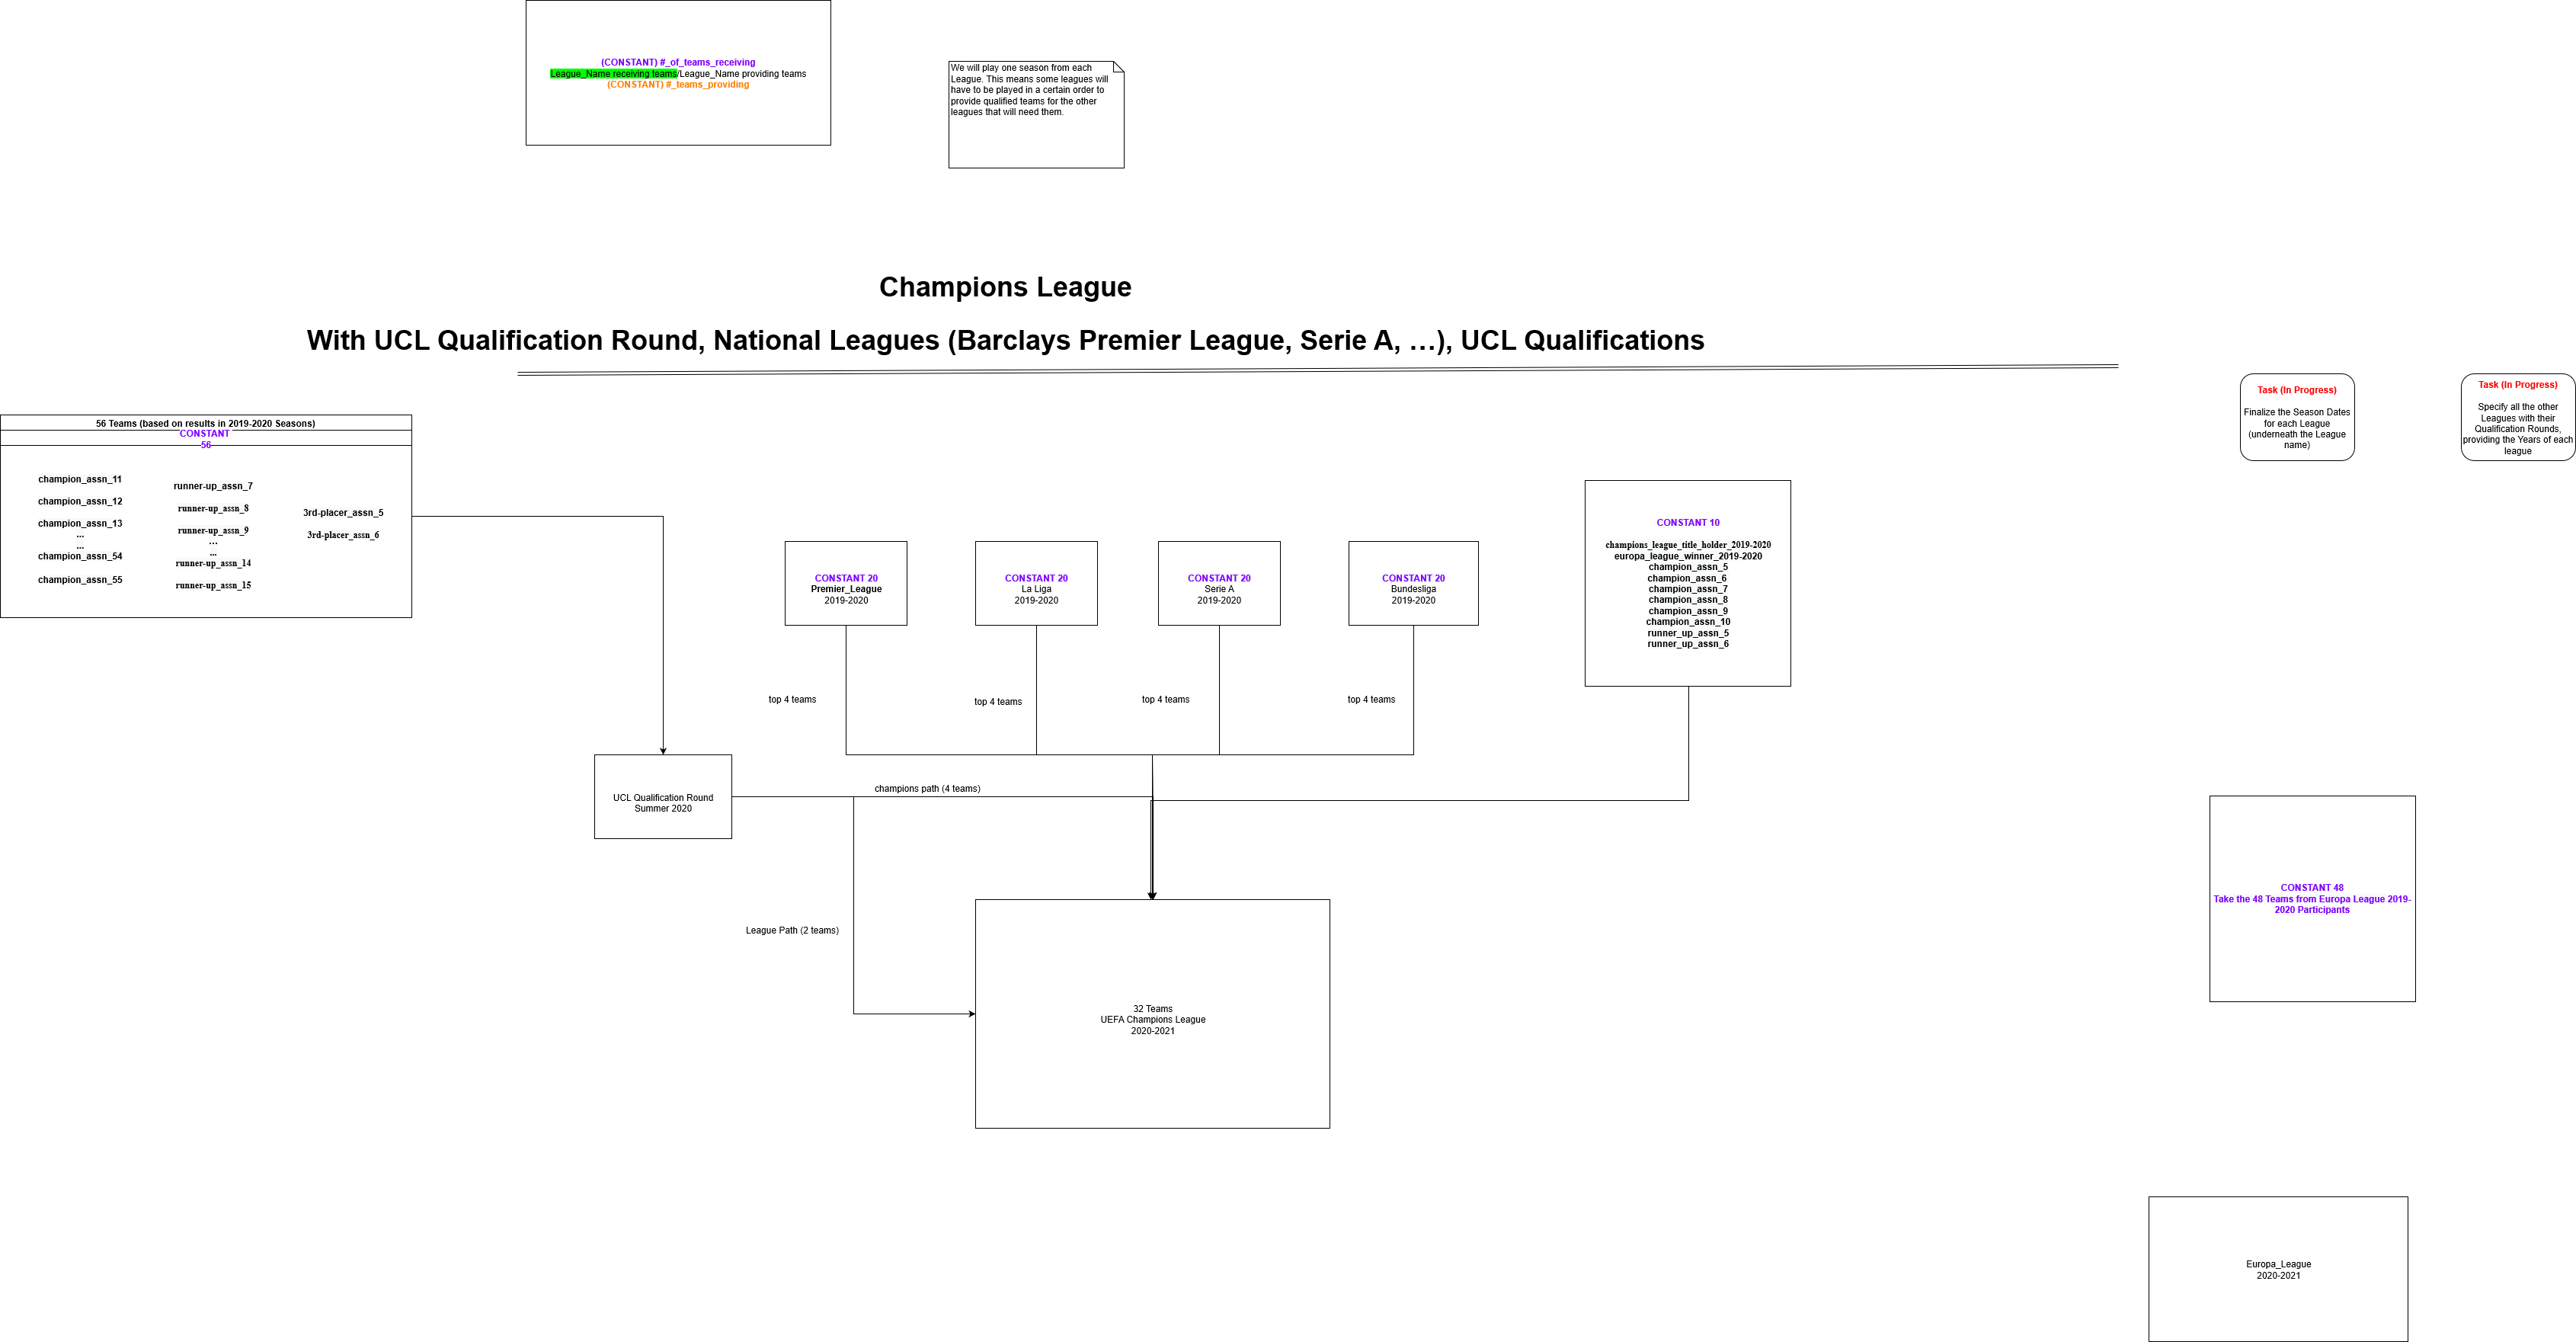 (CONSTANT) #_of_teams_receiving
League_Name receiving teams/League_Name providing teams
(CONSTANT) #_teams_providing
We will play one season from each
League. This means some leagues will
have to be played in a certain order to
provide qualified teams for the other
leagues that will need them.
Champions League
With UCL Qualification Round, National Leagues (Barclays Premier League, Serie A, …), UCL Qualifications
Task (In Progress)
Finalize the Season Dates
for each League
(underneath the League
name)
Task (In Progress)
Specify all the other
Leagues with their
Qualification Rounds,
providing the Years of each
league
56 Teams (based on results in 2019-2020 Seasons)
CONSTANT
56
champion_assn_11
champion_assn_12
champion_assn_13
...
...
champion_assn_54
champion_assn_55
runner-up_assn_7
runner-up_assn_8
runner-up_assn_9
...
...
runner-up_assn_14
runner-up_assn_15
3rd-placer_assn_5
3rd-placer_assn_6
CONSTANT 20
Premier_League
2019-2020
CONSTANT 20
La Liga
2019-2020
CONSTANT 20
Serie A
2019-2020
CONSTANT 20
Bundesliga
2019-2020
CONSTANT 10
champions_league_title_holder_2019-2020
europa_league_winner_2019-2020
champion_assn_5
champion_assn_6
champion_assn_7
champion_assn_8
champion_assn_9
champion_assn_10
runner_up_assn_5
runner_up_assn_6
top 4 teams
top 4 teams
top 4 teams
top 4 teams
UCL Qualification Round
Summer 2020
champions path (4 teams)
League Path (2 teams)
32 Teams
UEFA Champions League
2020-2021
CONSTANT 48
Take the 48 Teams from Europa League 2019-
2020 Participants
Europa_League
2020-2021